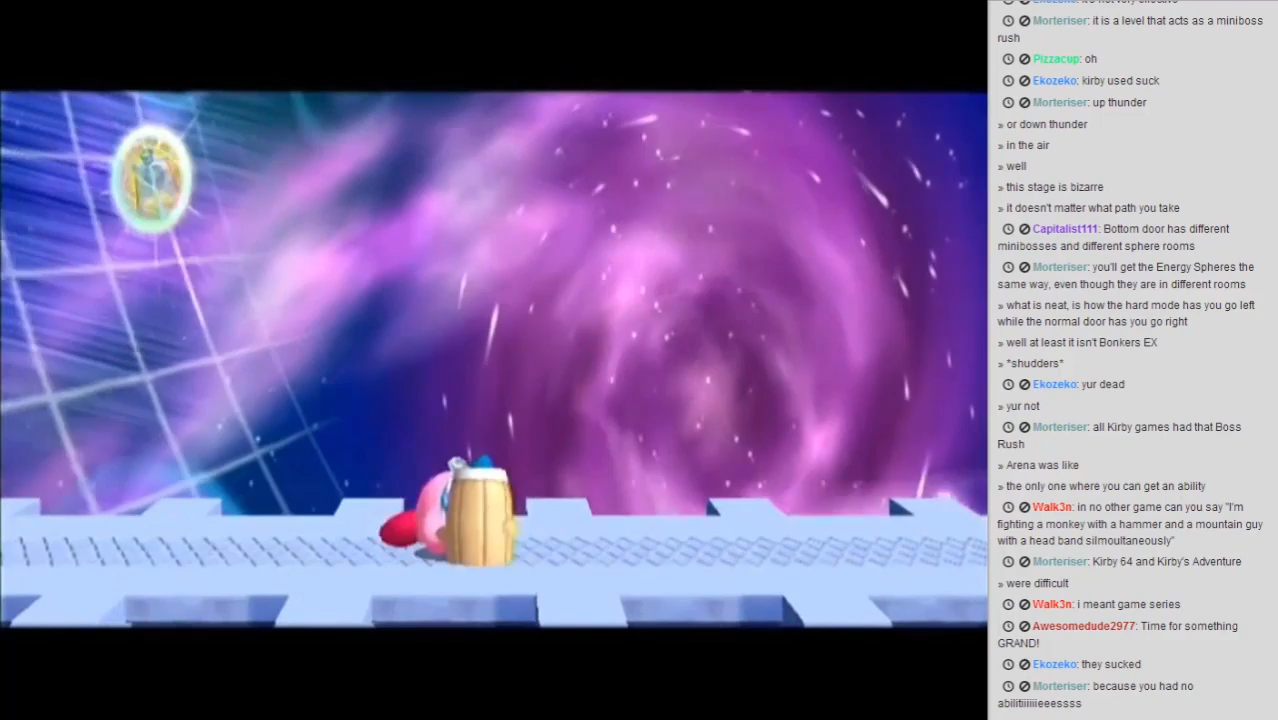 Ekozeko: it's not very effective
Morteriser: it is a level that acts as a miniboss
rush
Pizzacup: oh
Ekozeko: kirby used suck
Morteriser: up thunder
» or down thunder
» in the air
» well
» this stage is bizarre
» it doesn't matter what path you take
Capitalist111: Bottom door has different
minibosses and different sphere rooms
Morteriser: you'll get the Energy Spheres the
same way, even though they are in different rooms
» what is neat, is how the hard mode has you go left
while the normal door has you go right
» well at least it isn't Bonkers EX
» *shudders*
Ekozeko: yur dead
» yur not
Morteriser: all Kirby games had that Boss
Rush
» Arena was like
» the only one where you can get an ability
Walk3n: in no other game can you say "I'm
fighting a monkey with a hammer and a mountain guy
with a head band silmoultaneously"
Morteriser: Kirby 64 and Kirby's Adventure
» were difficult
Walk3n: i meant game series
Awesomedude2977: Time for something
GRAND!
Ekozeko: they sucked
Morteriser: because you had no
abilitiiiiiieeessss